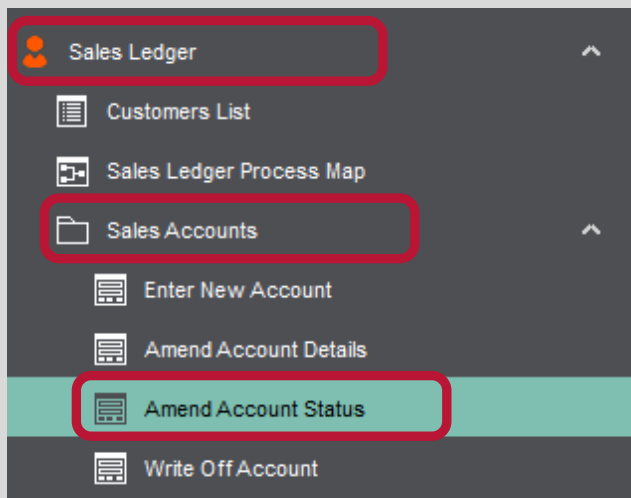 Sales Ledger
Customers List
Sales Ledger Process Map
Sales Accounts
Enter New Account
Amend Account Details
Amend Account Status
Write Off Account